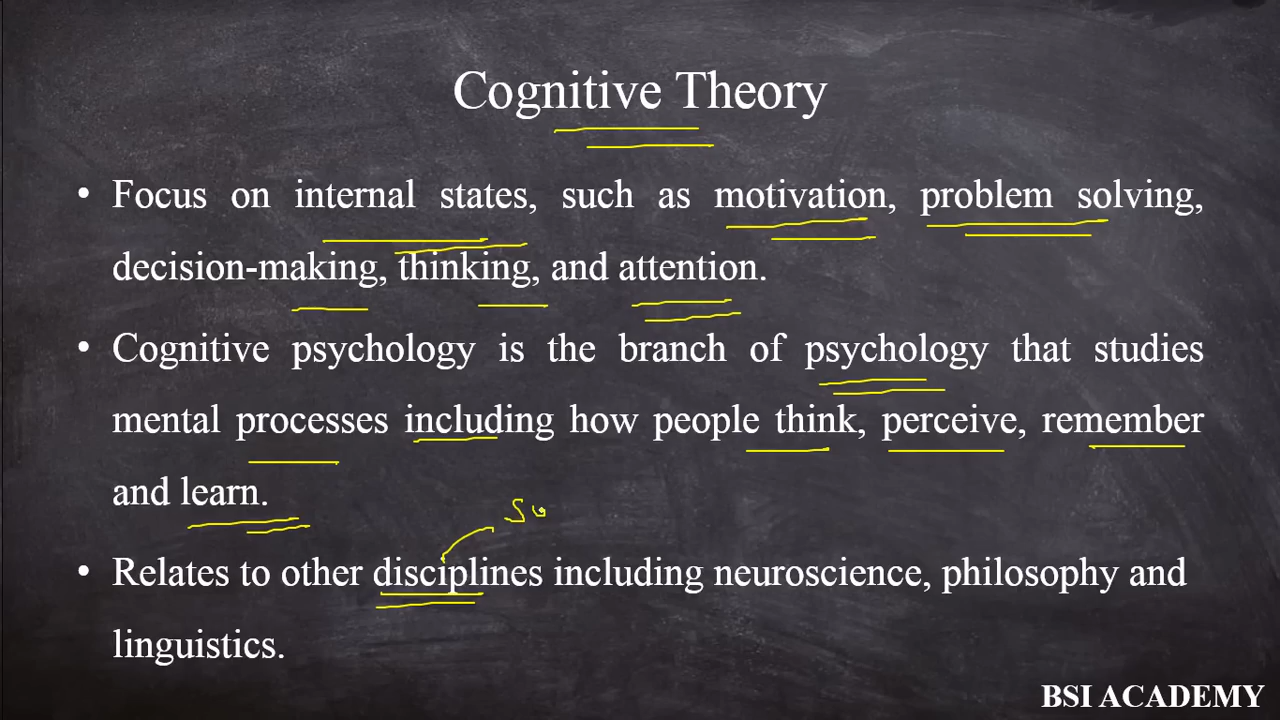 Cognitive Theory
• Focus on internal states, such as motivation, problem solving,
decision-making, thinking, and attention.
• Cognitive psychology is the branch of psychology that studies
mental processes including how people think, perceive, remember
and learn.
• Relates to other disciplines including neuroscience, philosophy and
linguistics.
BSI ACADEMY